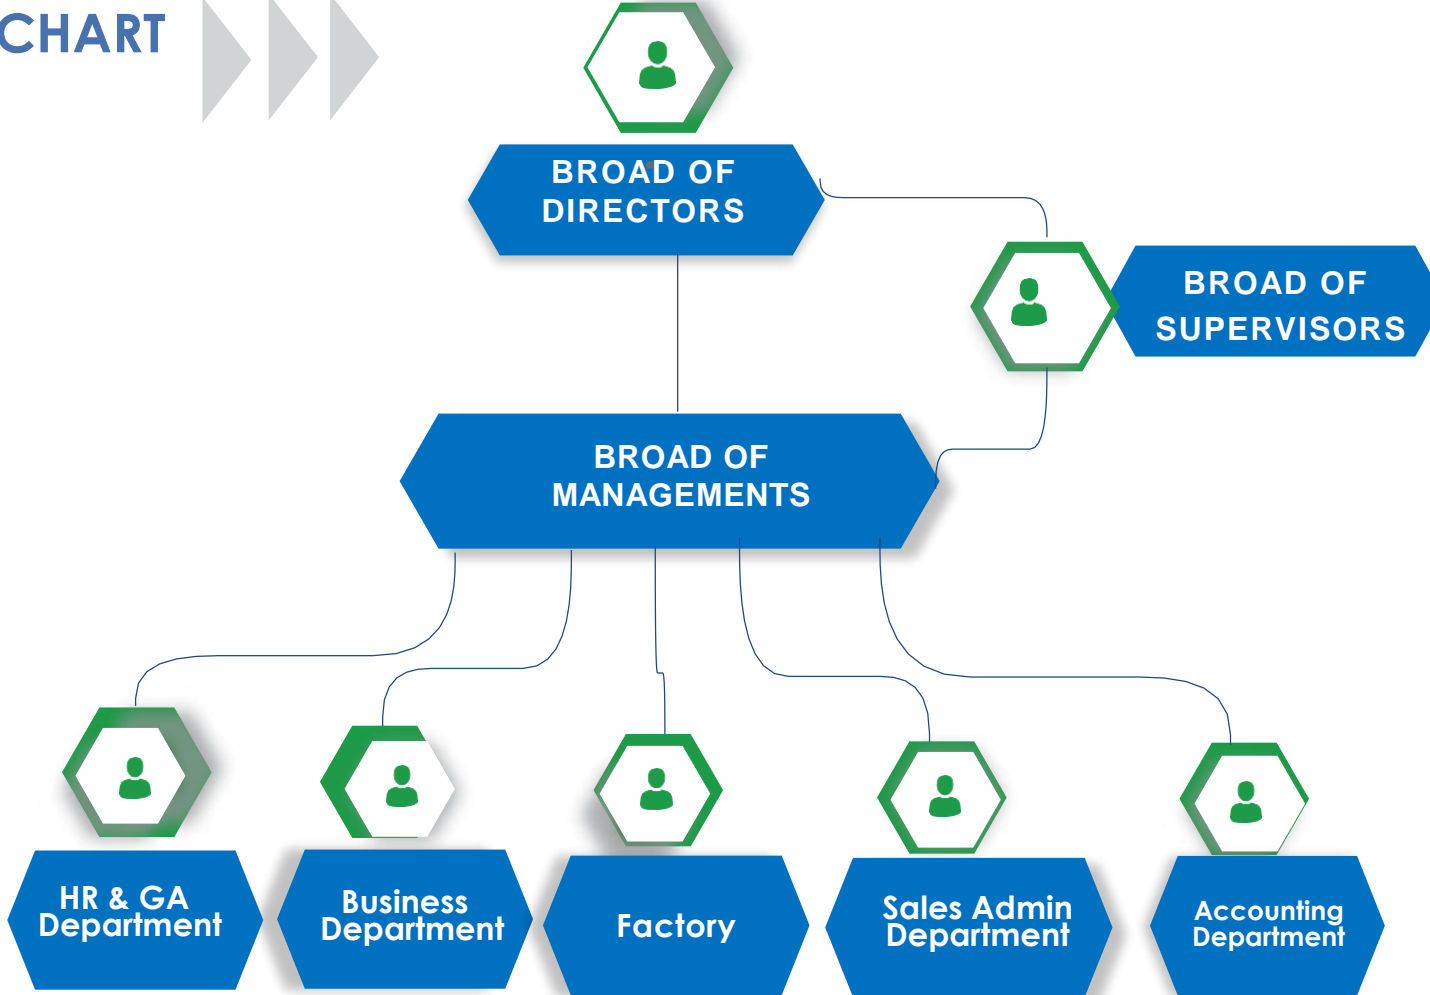 CHART
BROAD OF
DIRECTORS
BROAD OF
SUPERVISORS
BROAD OF
MANAGEMENTS
HR & GA
Department
Business
Department
Factory
Sales Admin
Department
Accounting
Department